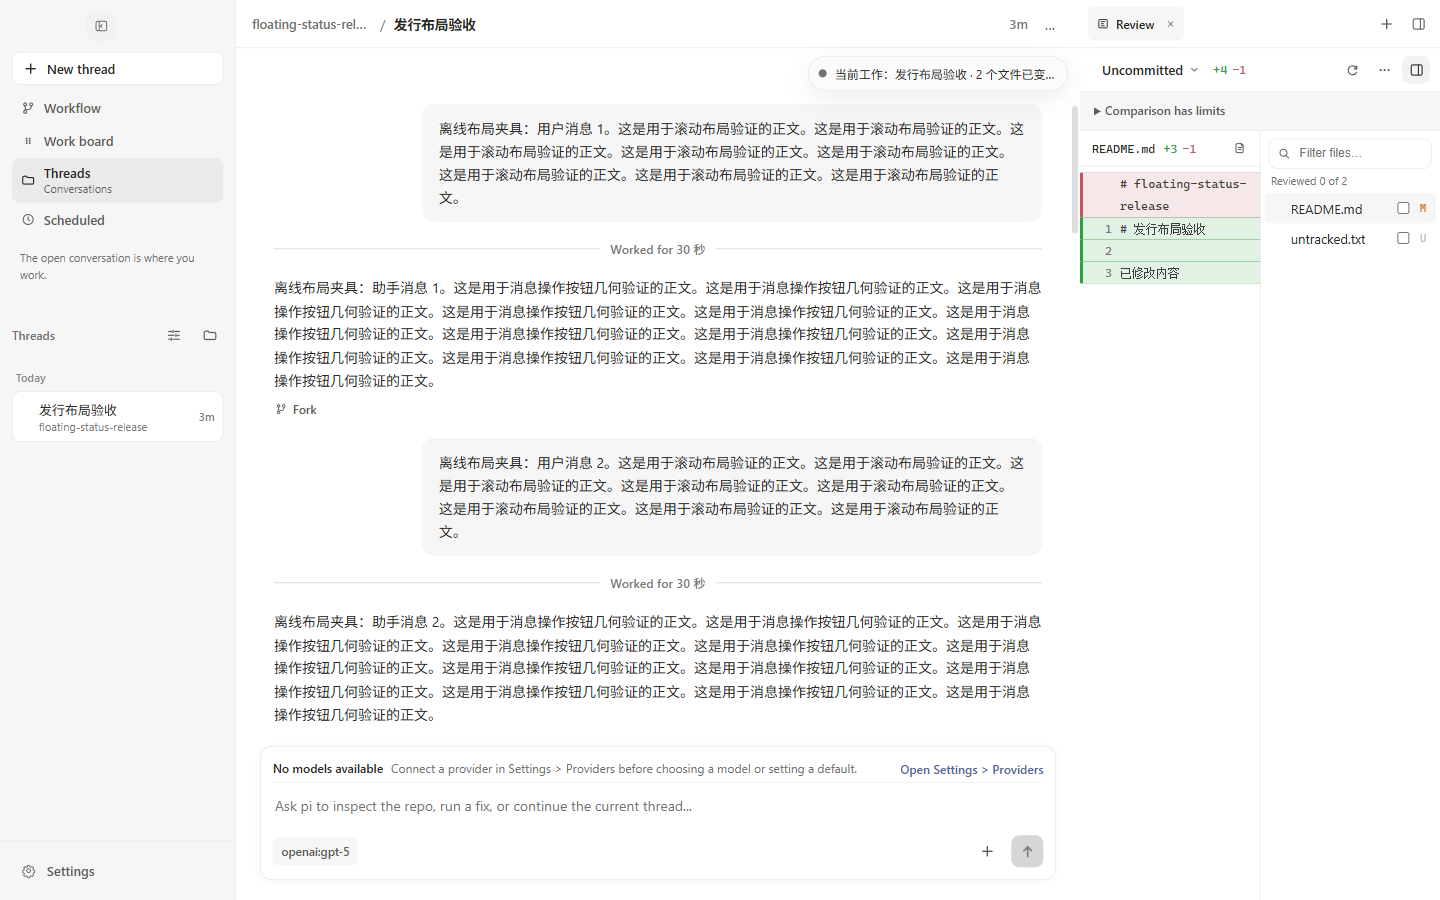 New thread
Workflow
Work board
Threads
Conversations
Scheduled
The open conversation is where you
work.
Threads
Today
发行布局验收
floating-status-release
3m
Settings
floating-status-rel... / 发行布局验收
3m
...
当前工作：发行布局验收 · 2 个文件已变...
离线布局夹具：用户消息 1。这是用于滚动布局验证的正文。这是用于滚动布局验证的正文。这
是用于滚动布局验证的正文。这是用于滚动布局验证的正文。这是用于滚动布局验证的正文。
这是用于滚动布局验证的正文。这是用于滚动布局验证的正文。这是用于滚动布局验证的正
文。
Worked for 30 秒
离线布局夹具：助手消息 1。这是用于消息操作按钮几何验证的正文。这是用于消息操作按钮几何验证的正文。这是用于消息
操作按钮几何验证的正文。这是用于消息操作按钮几何验证的正文。这是用于消息操作按钮几何验证的正文。这是用于消息
操作按钮几何验证的正文。这是用于消息操作按钮几何验证的正文。这是用于消息操作按钮几何验证的正文。这是用于消息
操作按钮几何验证的正文。这是用于消息操作按钮几何验证的正文。这是用于消息操作按钮几何验证的正文。这是用于消息
操作按钮几何验证的正文。
Fork
离线布局夹具：用户消息 2。这是用于滚动布局验证的正文。这是用于滚动布局验证的正文。这
是用于滚动布局验证的正文。这是用于滚动布局验证的正文。这是用于滚动布局验证的正文。
这是用于滚动布局验证的正文。这是用于滚动布局验证的正文。这是用于滚动布局验证的正
文。
Worked for 30 秒
离线布局夹具：助手消息 2。这是用于消息操作按钮几何验证的正文。这是用于消息操作按钮几何验证的正文。这是用于消息
操作按钮几何验证的正文。这是用于消息操作按钮几何验证的正文。这是用于消息操作按钮几何验证的正文。这是用于消息
操作按钮几何验证的正文。这是用于消息操作按钮几何验证的正文。这是用于消息操作按钮几何验证的正文。这是用于消息
操作按钮几何验证的正文。这是用于消息操作按钮几何验证的正文。这是用于消息操作按钮几何验证的正文。这是用于消息
操作按钮几何验证的正文。
No models available Connect a provider in Settings > Providers before choosing a model or setting a default.
Open Settings > Providers
Ask pi to inspect the repo, run a fix, or continue the current thread...
openai:gpt-5
Review ×
Uncommitted +4 −1
Comparison has limits
README.md +3 −1
# floating-status-
release
1 # 发行布局验收
2
3 已修改内容
Filter files…
Reviewed 0 of 2
README.md M
untracked.txt U